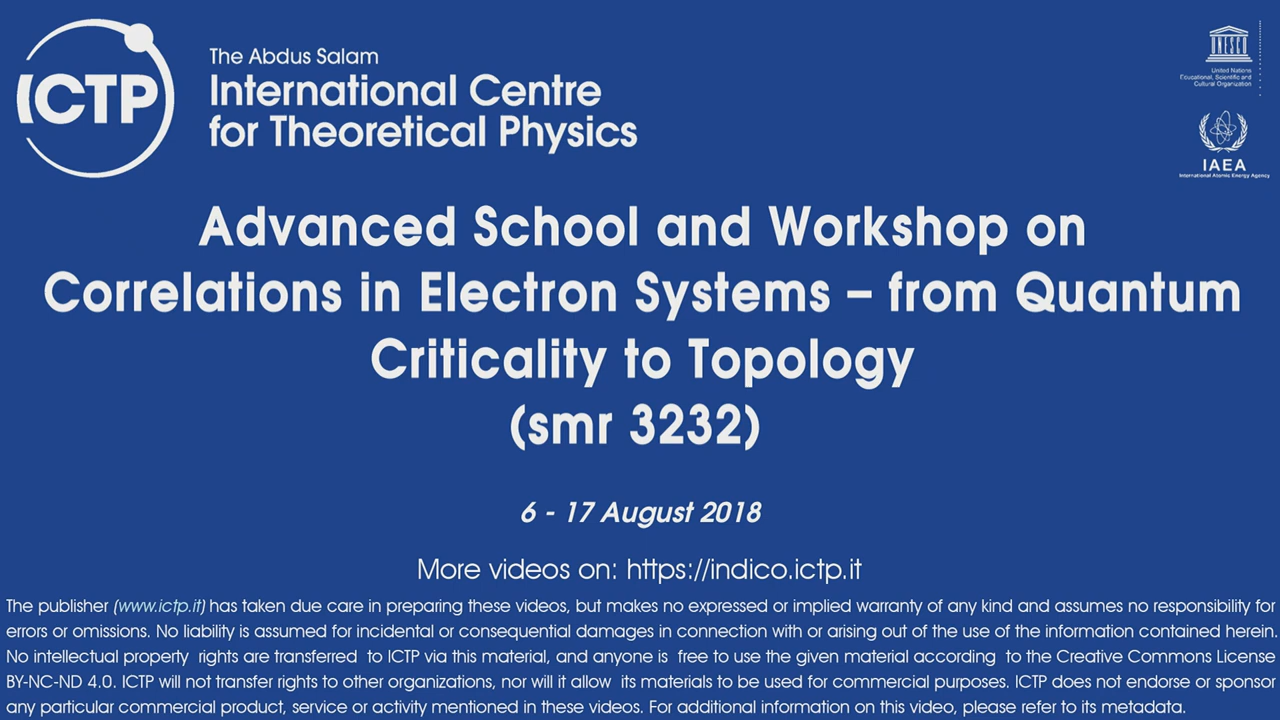 ICTP
The Abdus Salam
International Centre
for Theoretical Physics
United Nations
Educational, Scientific and
Cultural Organization
IAEA
International Atomic Energy Agency
Advanced School and Workshop on
Correlations in Electron Systems – from Quantum
Criticality to Topology
(smr 3232)
6 - 17 August 2018
More videos on: https://indico.ictp.it
The publisher (www.ictp.it) has taken due care in preparing these videos, but makes no expressed or implied warranty of any kind and assumes no responsibility for
errors or omissions. No liability is assumed for incidental or consequential damages in connection with or arising out of the use of the information contained herein.
No intellectual property rights are transferred to ICTP via this material, and anyone is free to use the given material according to the Creative Commons License
BY-NC-ND 4.0. ICTP will not transfer rights to other organizations, nor will it allow its materials to be used for commercial purposes. ICTP does not endorse or sponsor
any particular commercial product, service or activity mentioned in these videos. For additional information on this video, please refer to its metadata.